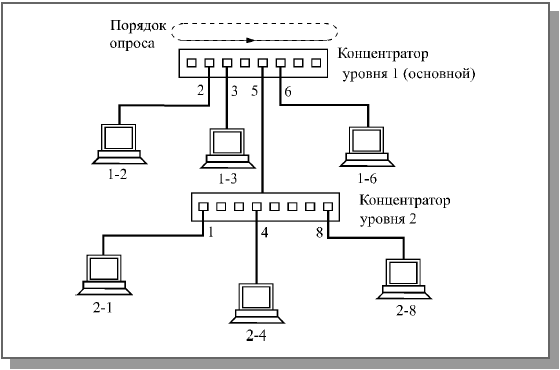 Порядок
опроса
Концентратор
уровня 1 (основной)
2 3 5 6
1-2
1-3
1-6
Концентратор
уровня 2
1 4 8
2-1
2-4
2-8